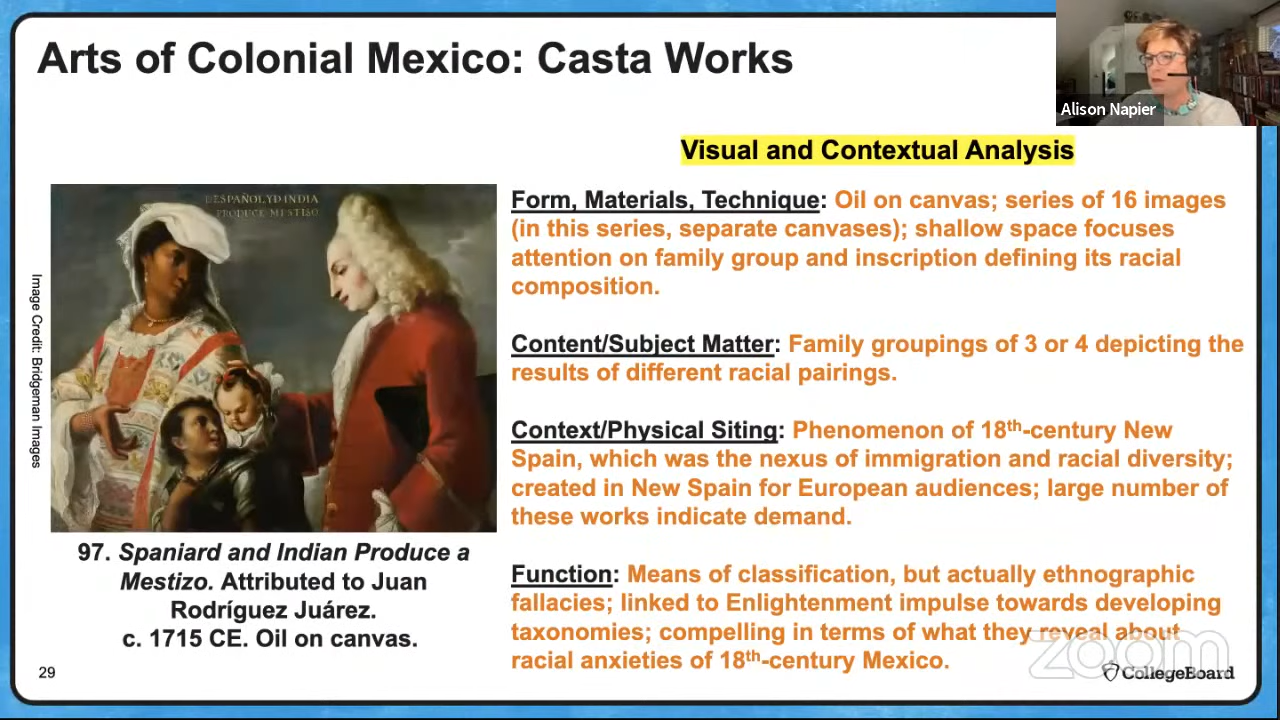 Arts of Colonial Mexico: Casta Works
Alison Napier
Visual and Contextual Analysis
D ESPAÑOL, Y D INDIA
PRODUCE MESTISO
Image Credit: Bridgeman Images
97. Spaniard and Indian Produce a
Mestizo. Attributed to Juan
Rodríguez Juárez.
c. 1715 CE. Oil on canvas.
Form, Materials, Technique: Oil on canvas; series of 16 images
(in this series, separate canvases); shallow space focuses
attention on family group and inscription defining its racial
composition.
Content/Subject Matter: Family groupings of 3 or 4 depicting the
results of different racial pairings.
Context/Physical Siting: Phenomenon of 18th-century New
Spain, which was the nexus of immigration and racial diversity;
created in New Spain for European audiences; large number of
these works indicate demand.
Function: Means of classification, but actually ethnographic
fallacies; linked to Enlightenment impulse towards developing
taxonomies; compelling in terms of what they reveal about
racial anxieties of 18th-century Mexico.
29
zoom
CollegeBoard